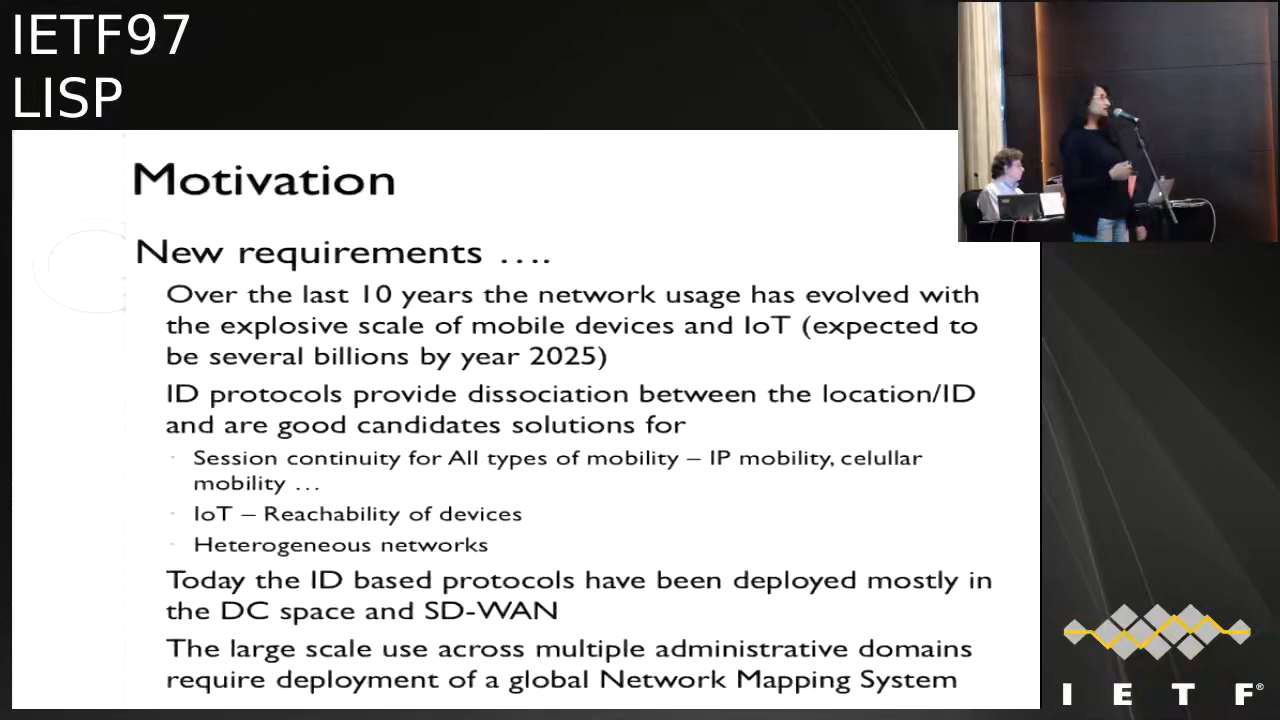 IETF97
LISP
Motivation
New requirements ….
Over the last 10 years the network usage has evolved with
the explosive scale of mobile devices and IoT (expected to
be several billions by year 2025)
ID protocols provide dissociation between the location/ID
and are good candidates solutions for
Session continuity for All types of mobility – IP mobility, celullar
mobility …
IoT – Reachability of devices
Heterogeneous networks
Today the ID based protocols have been deployed mostly in
the DC space and SD-WAN
The large scale use across multiple administrative domains
require deployment of a global Network Mapping System
I E T F®